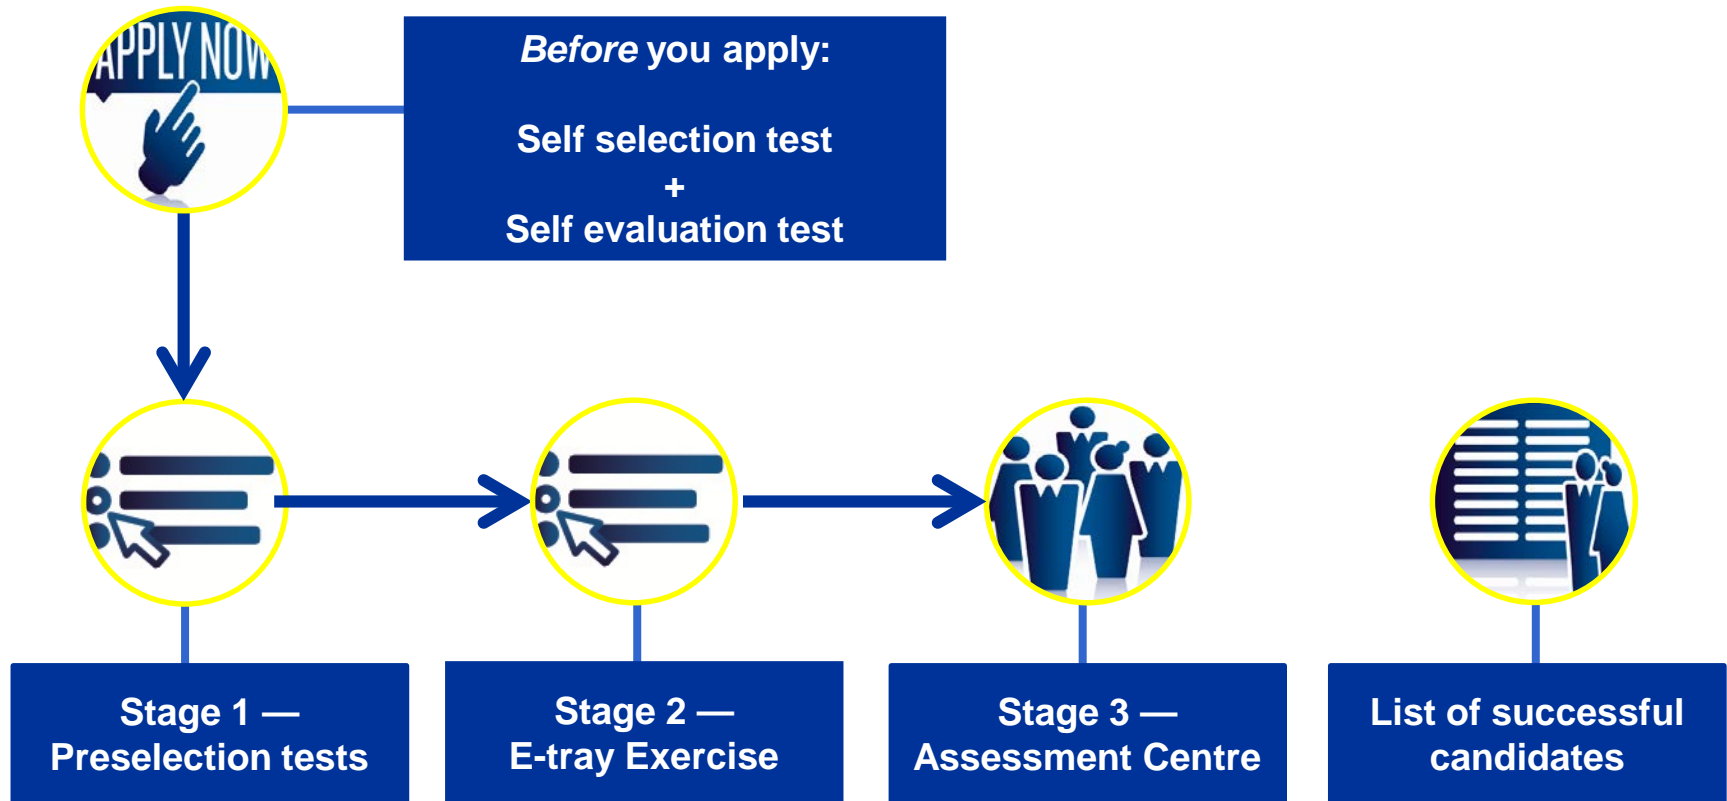 APPLY NOW
Before you apply:
Self selection test
+
Self evaluation test
Stage 1 —
Preselection tests
Stage 2 —
E-tray Exercise
Stage 3 —
Assessment Centre
List of successful
candidates